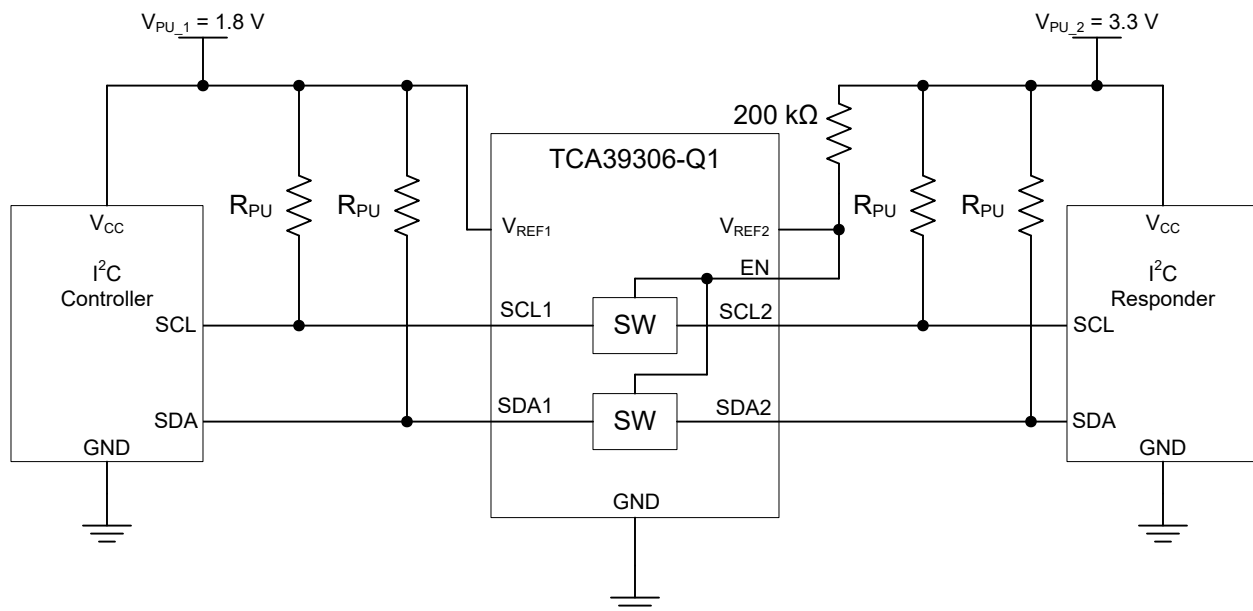 V_PU_1 = 1.8 V
V_PU_2 = 3.3 V
200 kΩ
TCA39306-Q1
R_PU
R_PU
R_PU
R_PU
V_CC
V_REF1
V_REF2
V_CC
EN
I²C
Controller
I²C
Responder
SCL
SCL1
SW
SCL2
SCL
SDA
SDA1
SW
SDA2
SDA
GND
GND
GND